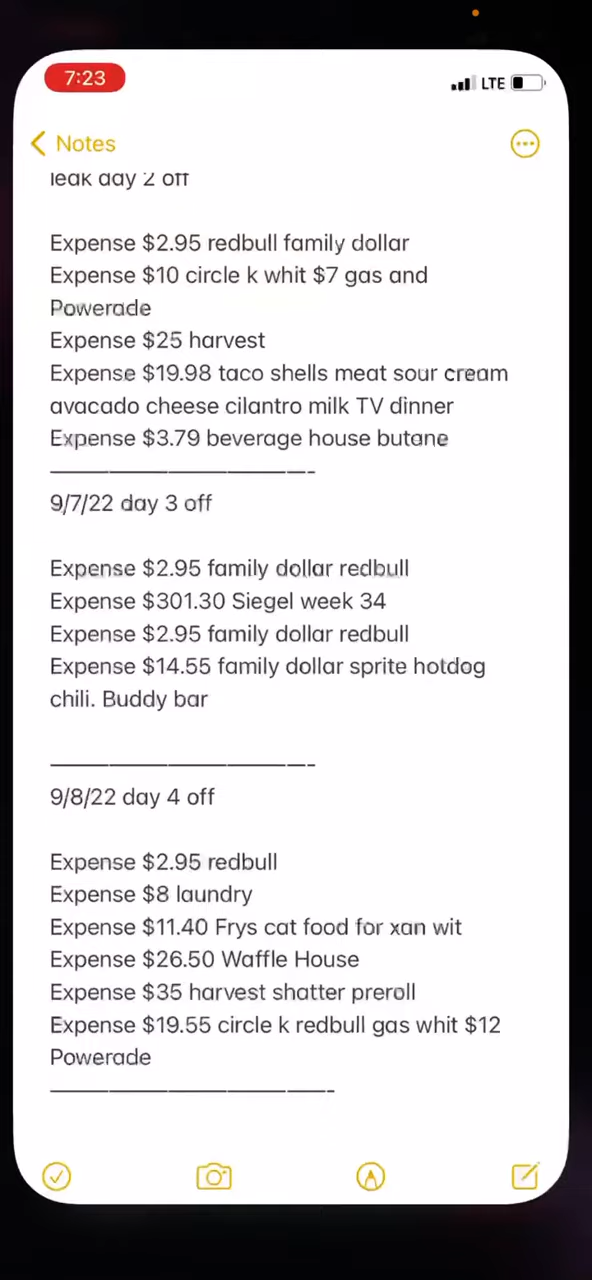 7:23
LTE
Notes
leak day 2 off
Expense $2.95 redbull family dollar
Expense $10 circle k whit $7 gas and
Powerade
Expense $25 harvest
Expense $19.98 taco shells meat sour cream
avacado cheese cilantro milk TV dinner
Expense $3.79 beverage house butane
————————————-
9/7/22 day 3 off
Expense $2.95 family dollar redbull
Expense $301.30 Siegel week 34
Expense $2.95 family dollar redbull
Expense $14.55 family dollar sprite hotdog
chili. Buddy bar
————————————-
9/8/22 day 4 off
Expense $2.95 redbull
Expense $8 laundry
Expense $11.40 Frys cat food for xan wit
Expense $26.50 Waffle House
Expense $35 harvest shatter preroll
Expense $19.55 circle k redbull gas whit $12
Powerade
—————————————-